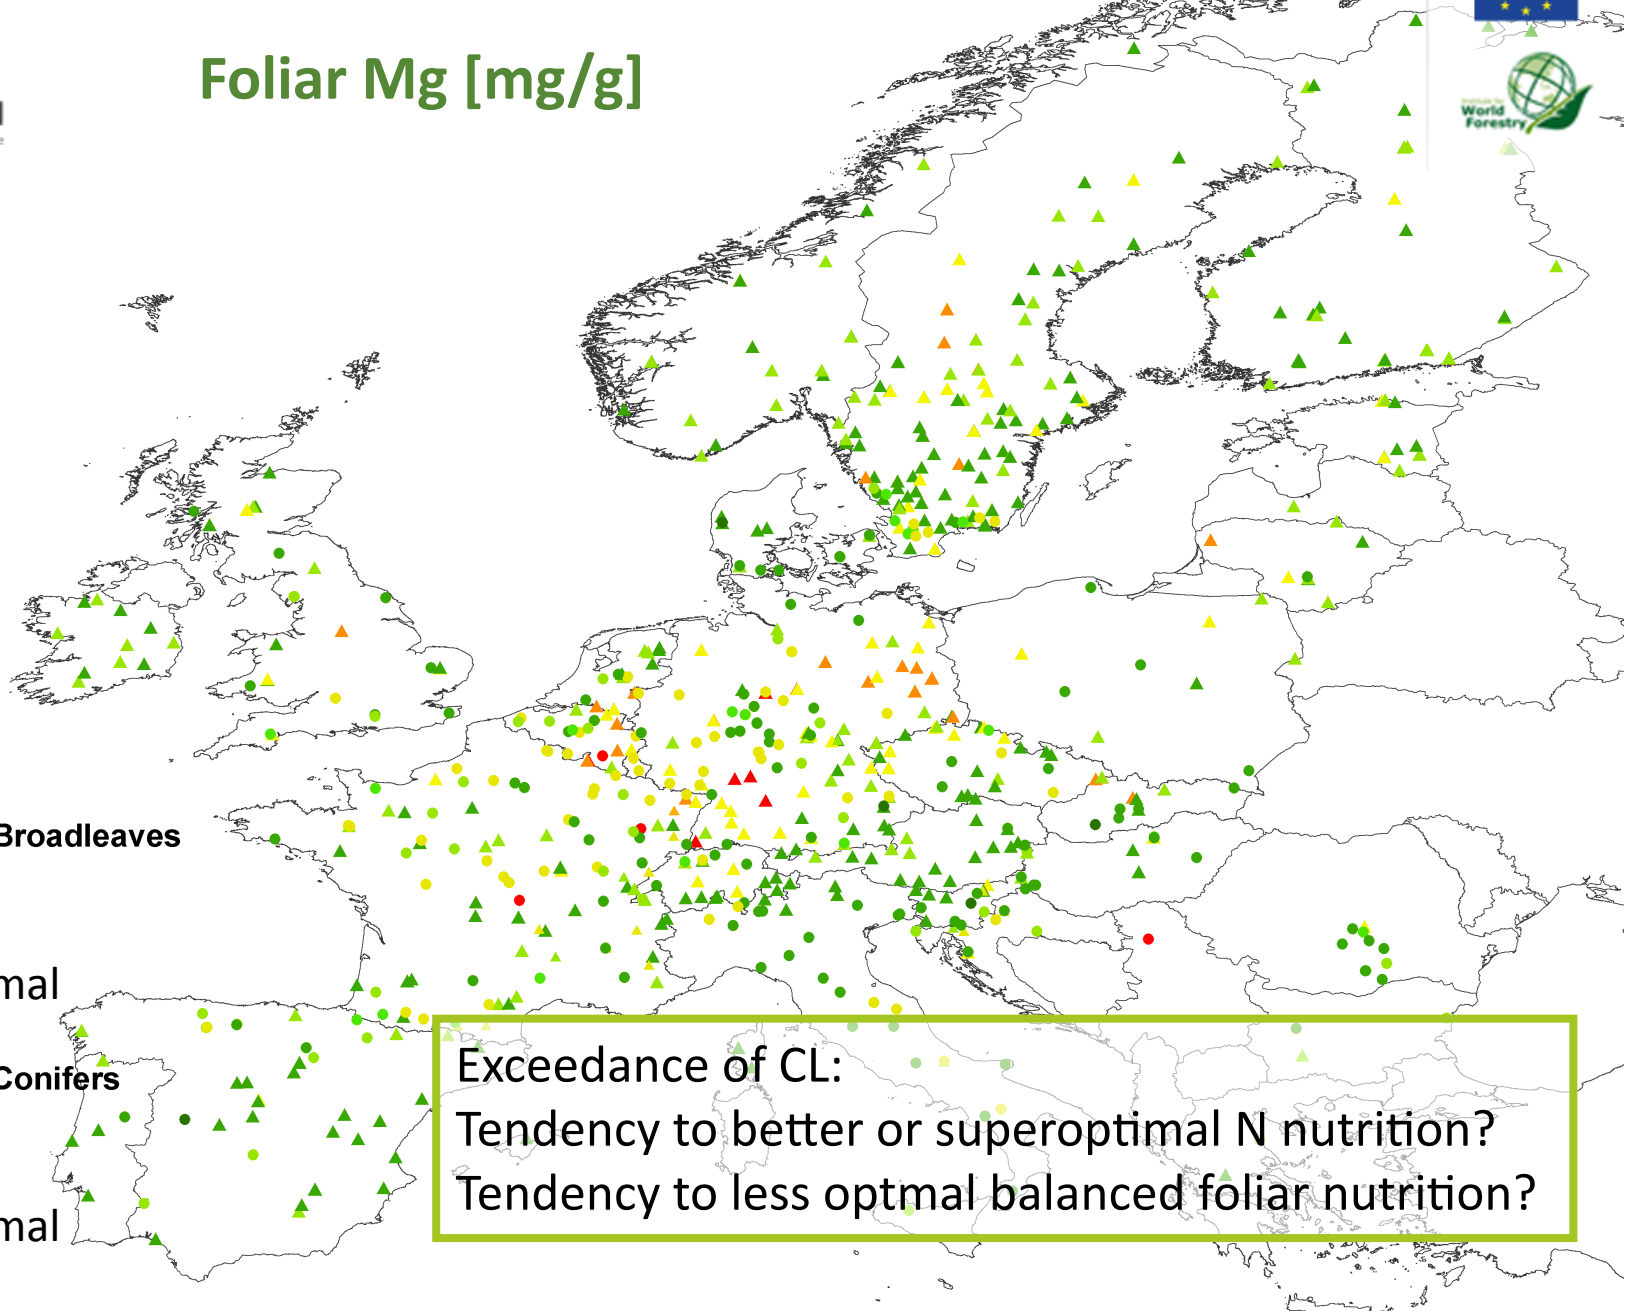 Foliar Mg [mg/g]
World
Forestry
Broadleaves
mal
Conifers
mal
Exceedance of CL:
Tendency to better or superoptimal N nutrition?
Tendency to less optmal balanced foliar nutrition?